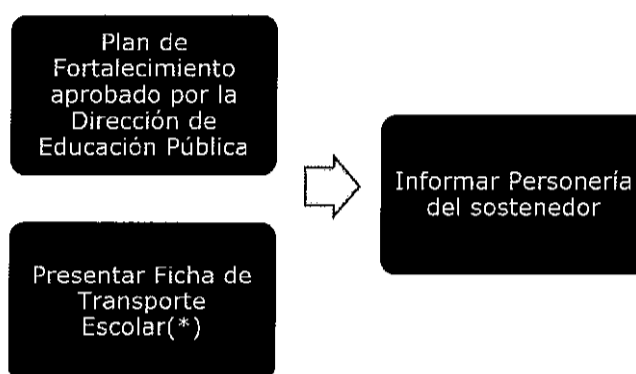 Plan de
Fortalecimiento
aprobado por la
Dirección de
Educación Pública
Presentar Ficha de
Transporte
Escolar(*)
Informar Personería
del sostenedor